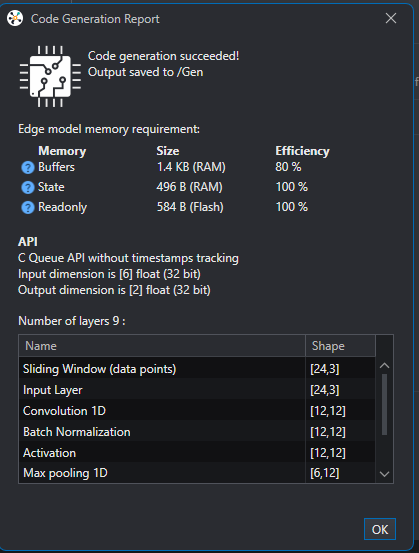 Code Generation Report
Code generation succeeded!
Output saved to /Gen
Edge model memory requirement:
Memory Size Efficiency
? Buffers 1.4 KB (RAM) 80 %
? State 496 B (RAM) 100 %
? Readonly 584 B (Flash) 100 %
API
C Queue API without timestamps tracking
Input dimension is [6] float (32 bit)
Output dimension is [2] float (32 bit)
Number of layers 9 :
Name Shape
Sliding Window (data points) [24,3]
Input Layer [24,3]
Convolution 1D [12,12]
Batch Normalization [12,12]
Activation [12,12]
Max pooling 1D [6,12]
OK